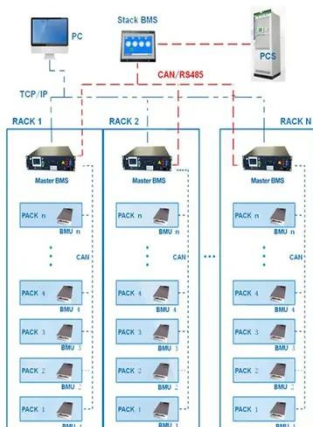 PC
Stack BMS
PCS
CAN/RS485
TCP/IP
RACK 1
RACK 2
RACK N
Master BMS
Master BMS
Master BMS
PACK n
PACK n
PACK n
BMU n
BMU n
BMU n
CAN
CAN
CAN
PACK 4
PACK 4
PACK 4
BMU 4
BMU 4
BMU 4
PACK 3
PACK 3
PACK 3
BMU 3
BMU 3
BMU 3
PACK 2
PACK 2
PACK 2
BMU 2
BMU 2
BMU 2
PACK 1
PACK 1
PACK 1